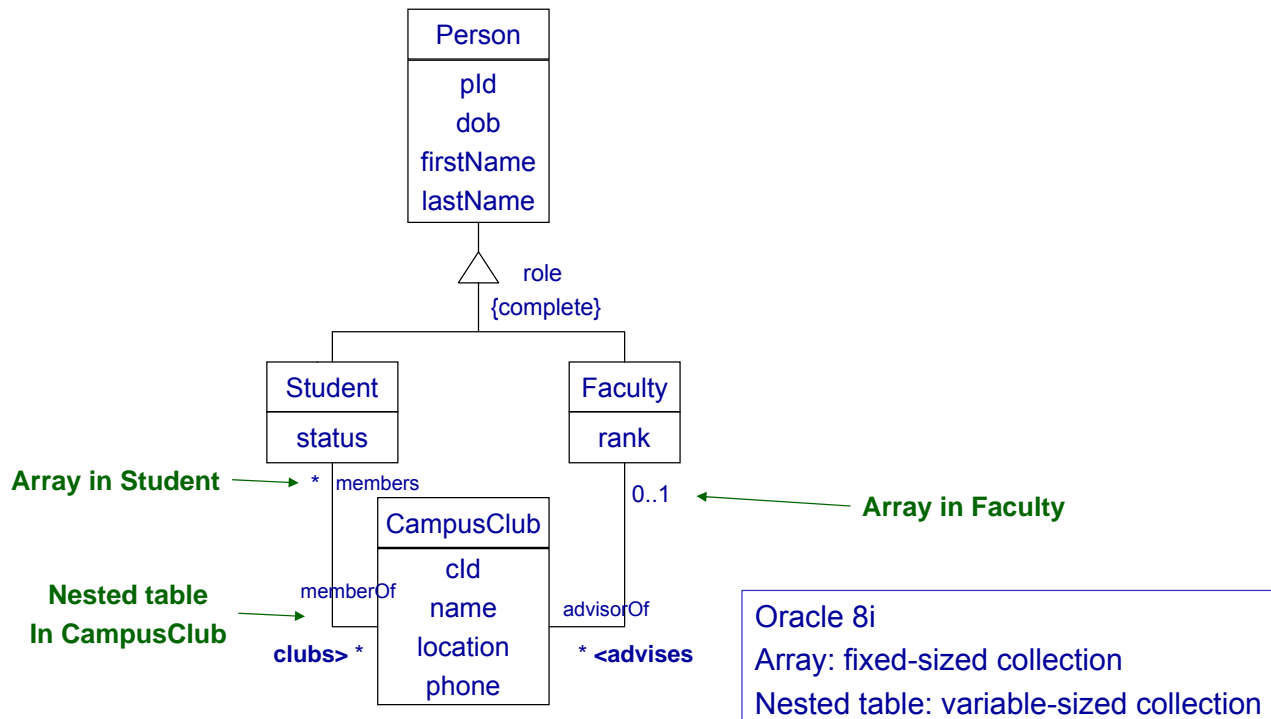 Person
pId
dob
firstName
lastName
role
{complete}
Student
status
Faculty
rank
Array in Student
* members
0..1
Array in Faculty
CampusClub
cId
name
location
phone
Nested table
In CampusClub
memberOf
clubs> *
advisorOf
* <advises
Oracle 8i
Array: fixed-sized collection
Nested table: variable-sized collection